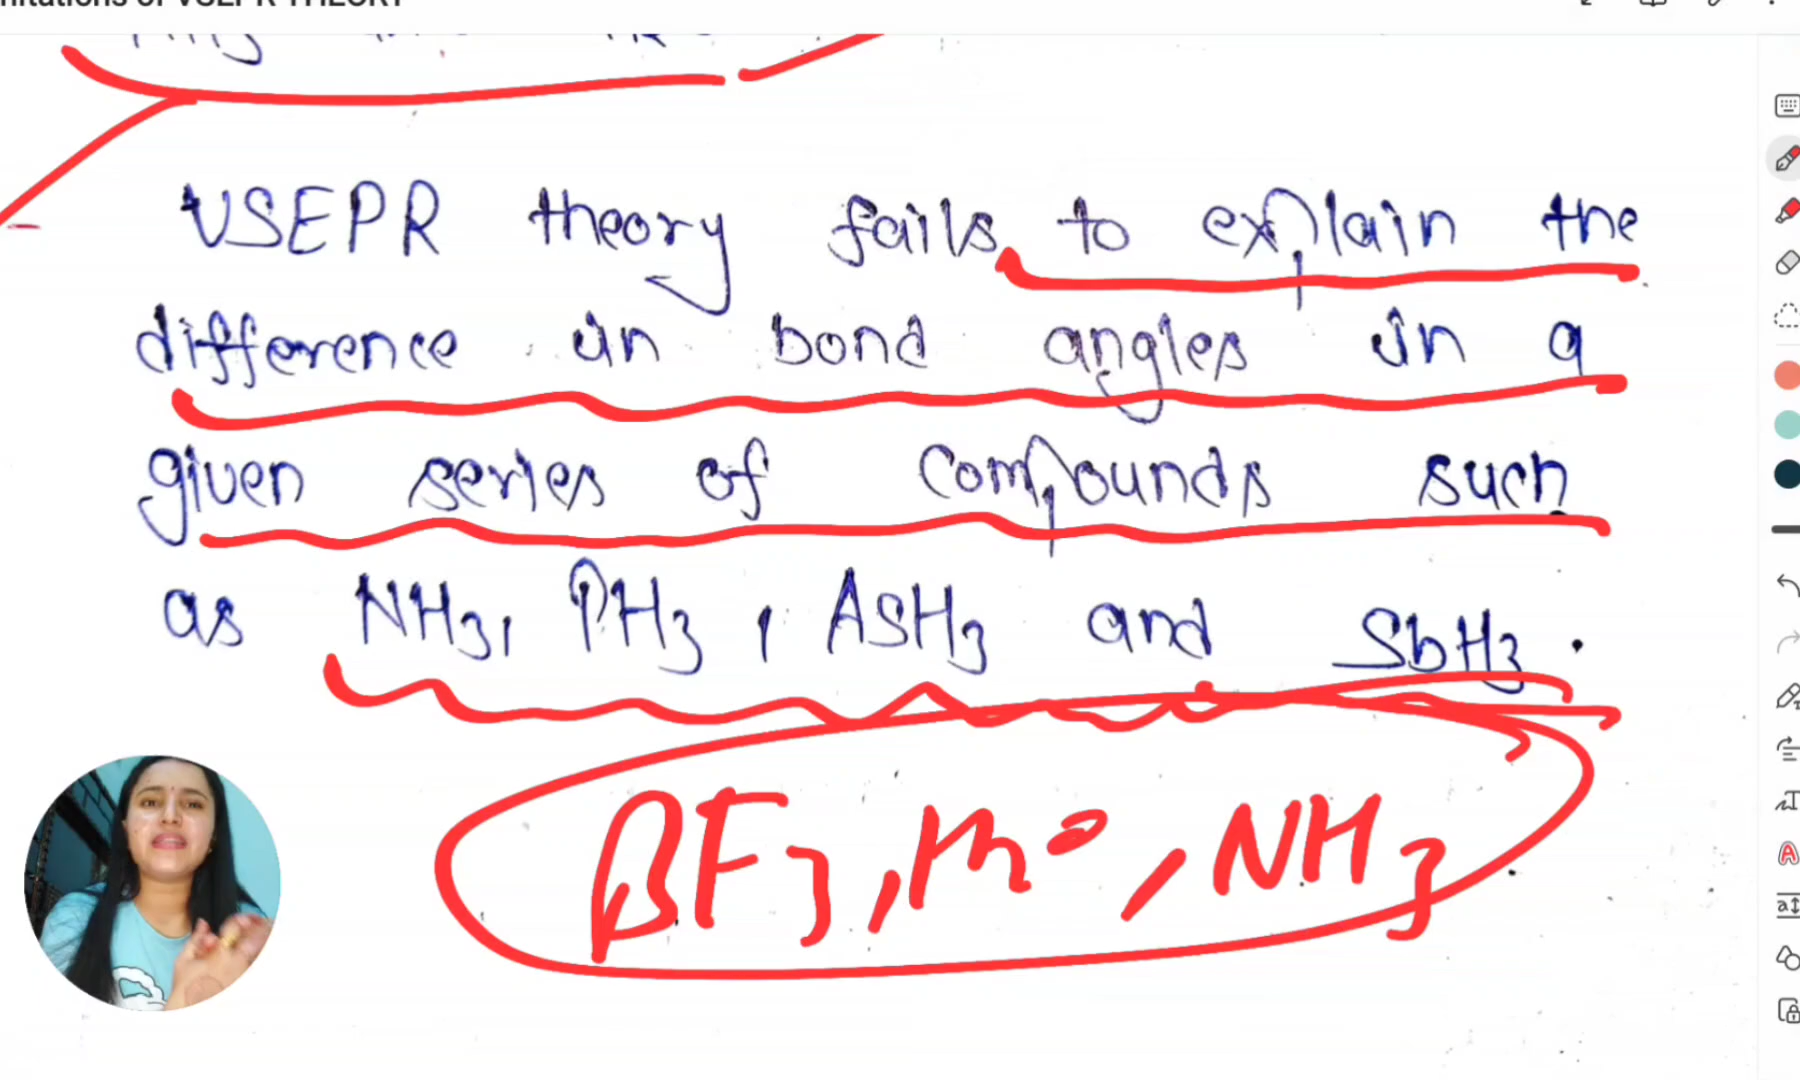 VSEPR theory fails to explain the
difference in bond angles in a
given series of compounds such
as NH3, PH3, AsH3 and SbH3.
BF3, H2O, NH3